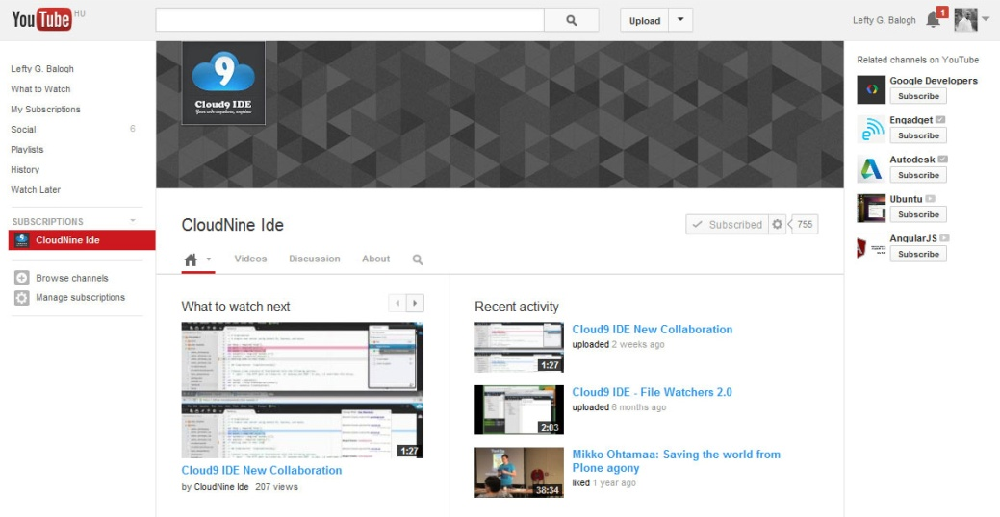 YouTube HU
Upload
Lefty G. Balogh
1
Lefty G. Balogh
What to Watch
My Subscriptions
Social 6
Playlists
History
Watch Later
SUBSCRIPTIONS
CloudNine Ide
Browse channels
Manage subscriptions
9
Cloud9 IDE
Your code anywhere, anytime
CloudNine Ide
Subscribed 755
Videos Discussion About
What to watch next
1:27
Cloud9 IDE New Collaboration
by CloudNine Ide 207 views
Recent activity
1:27
Cloud9 IDE New Collaboration
uploaded 2 weeks ago
2:03
Cloud9 IDE - File Watchers 2.0
uploaded 6 months ago
38:34
Mikko Ohtamaa: Saving the world from
Plone agony
liked 1 year ago
Related channels on YouTube
Google Developers
Subscribe
Engadget
Subscribe
Autodesk
Subscribe
Ubuntu
Subscribe
AngularJS
Subscribe